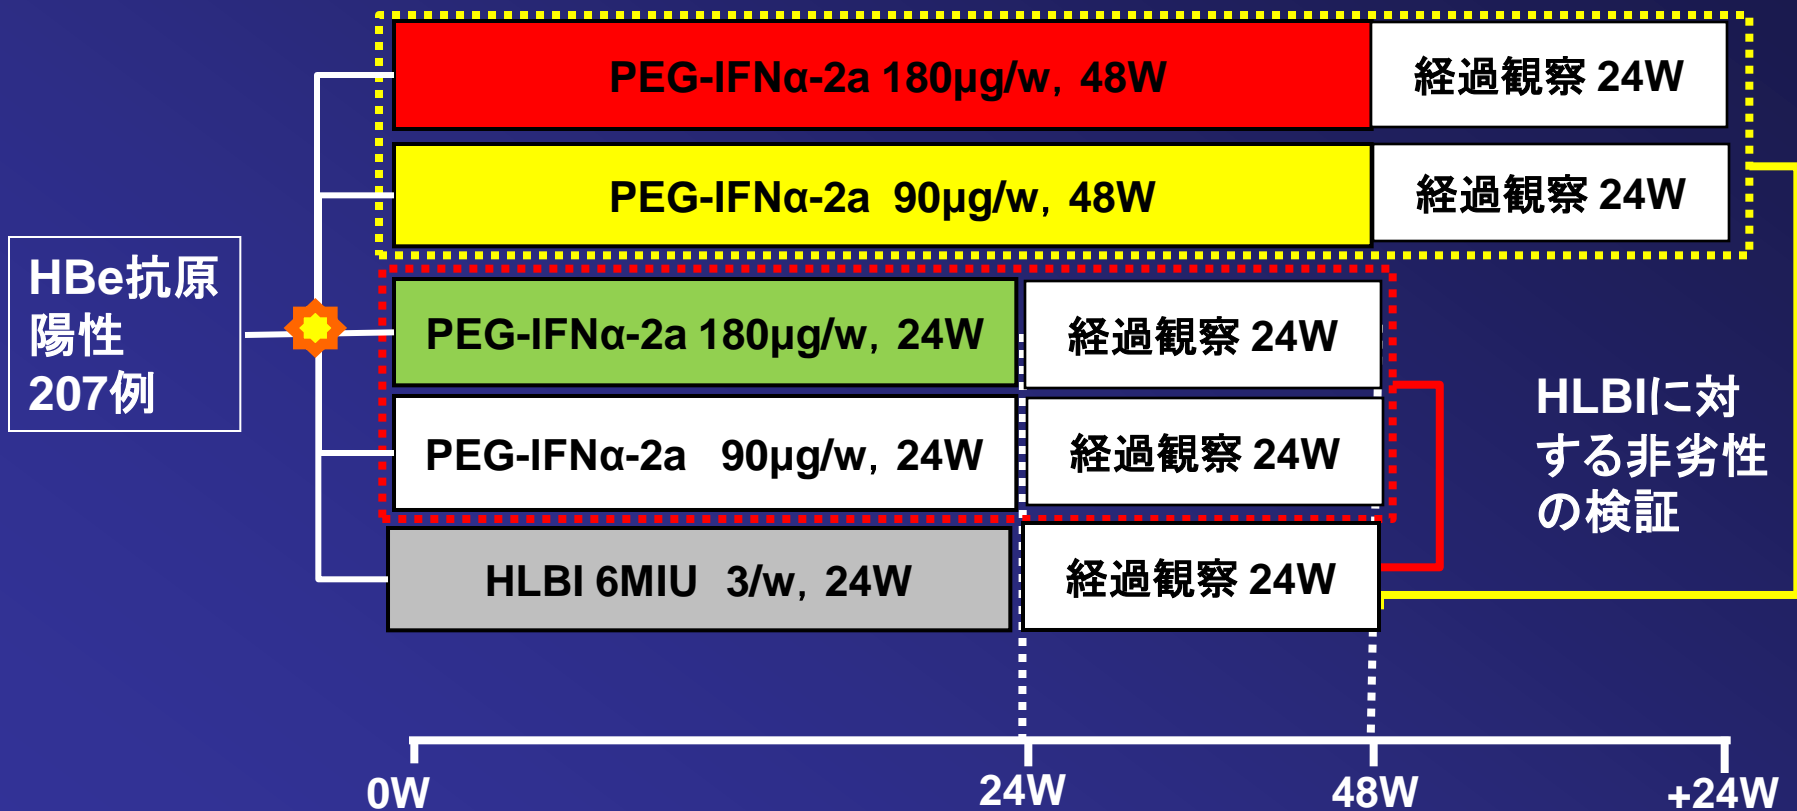 PEG-IFNα-2a 180μg/w, 48W
経過観察 24W
PEG-IFNα-2a 90μg/w, 48W
経過観察 24W
HBe抗原
陽性
207例
PEG-IFNα-2a 180μg/w, 24W
経過観察 24W
PEG-IFNα-2a 90μg/w, 24W
経過観察 24W
HLBI 6MIU 3/w, 24W
経過観察 24W
HLBIに対
する非劣性
の検証
0W
24W
48W
+24W